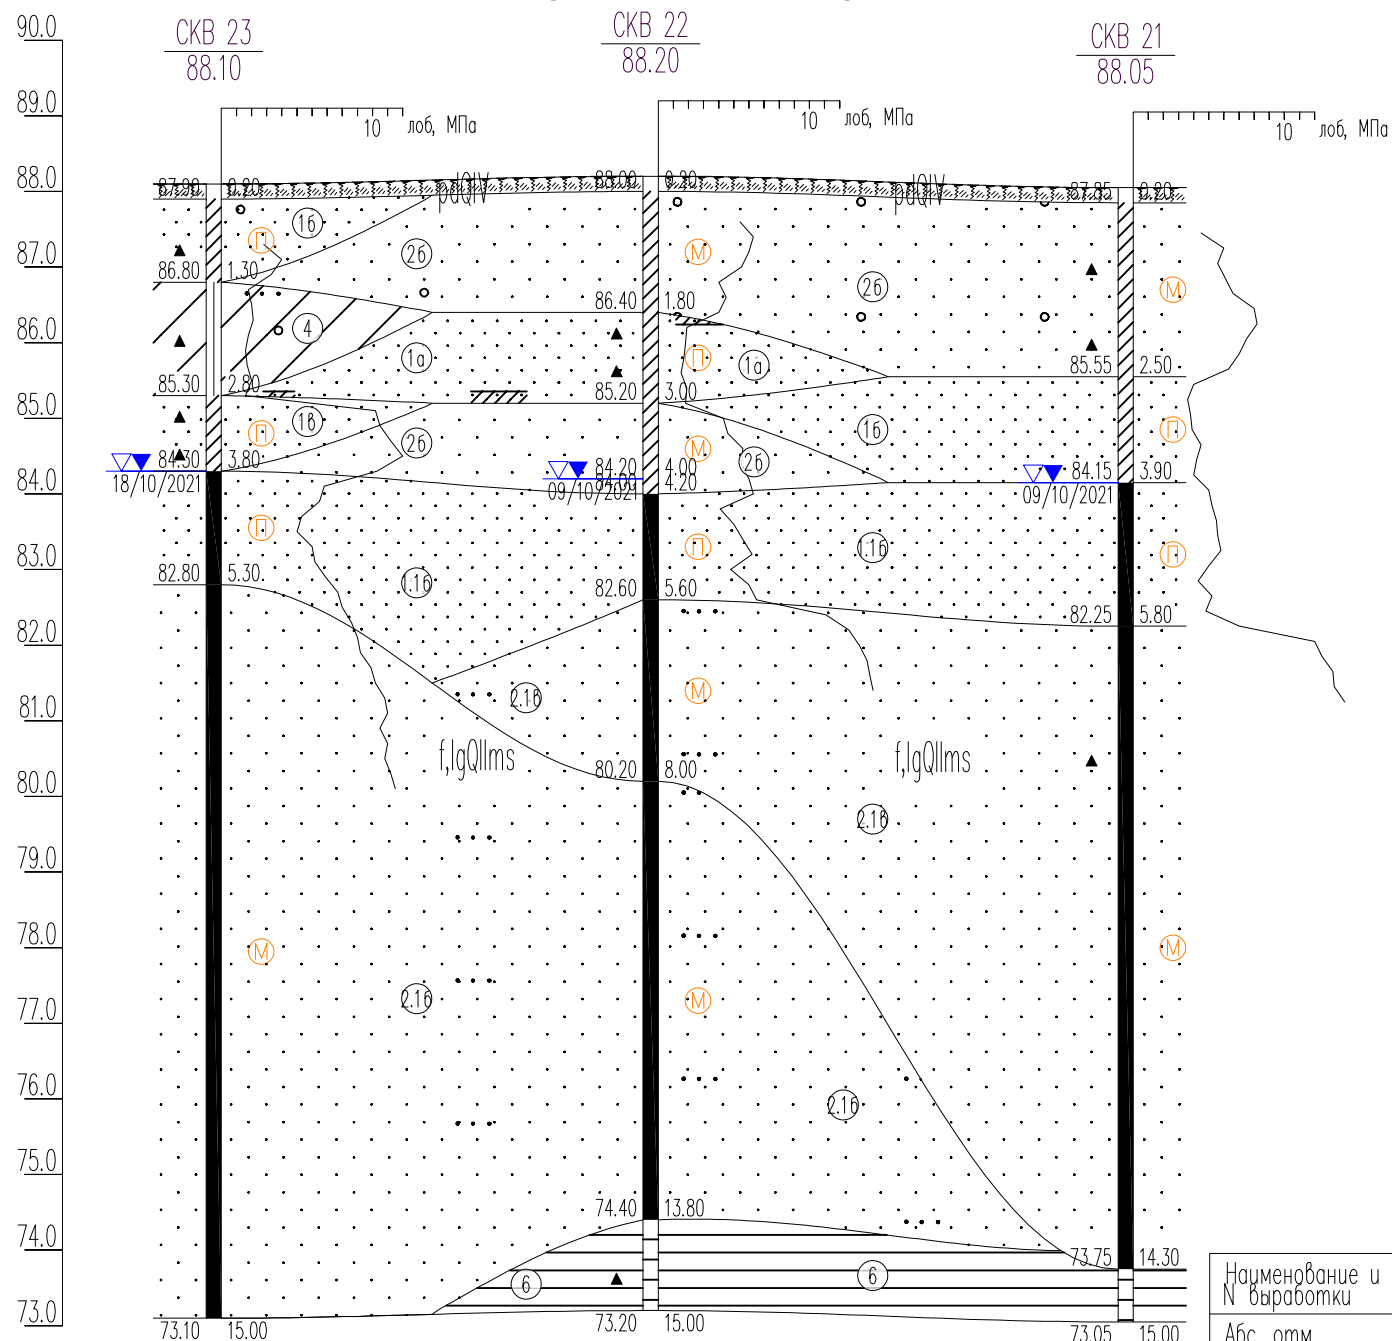 90.0
СКВ 23
88.10
СКВ 22
88.20
СКВ 21
88.05
89.0
10 лоб, МПа
10 лоб, МПа
10 лоб, МПа
88.0
87.90 0.20
pdQIV
88.00 0.20
pdQIV
87.85 0.20
1б
П
2б
М
2б
М
87.0
86.80 1.30
86.40 1.80
86.0
4
1а
П
1а
85.55 2.50
85.30 2.80
85.20 3.00
85.0
1в
П
2б
М
2б
1б
П
84.30 3.80
18/10/2021
84.20 4.00
84.00 4.20
09/10/2021
84.15 3.90
09/10/2021
84.0
П
П
1.1б
П
83.0
82.80 5.30
1.1б
82.60 5.60
82.25 5.80
82.0
2.1б
М
81.0
f,lgQIIms
f,lgQIIms
80.20 8.00
80.0
2.1б
79.0
78.0
М
М
2.1б
М
77.0
76.0
2.1б
75.0
74.40 13.80
74.0
73.75 14.30
6
6
73.0
73.10 15.00
73.20 15.00
73.05 15.00
Наименование и
N выработки
Абс. отм.